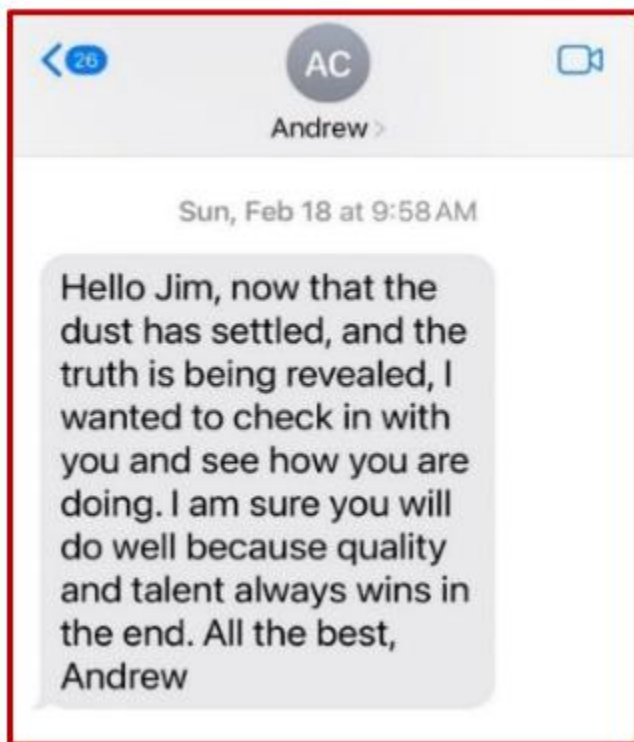 26
AC
Andrew >
Sun, Feb 18 at 9:58 AM
Hello Jim, now that the
dust has settled, and the
truth is being revealed, I
wanted to check in with
you and see how you are
doing. I am sure you will
do well because quality
and talent always wins in
the end. All the best,
Andrew